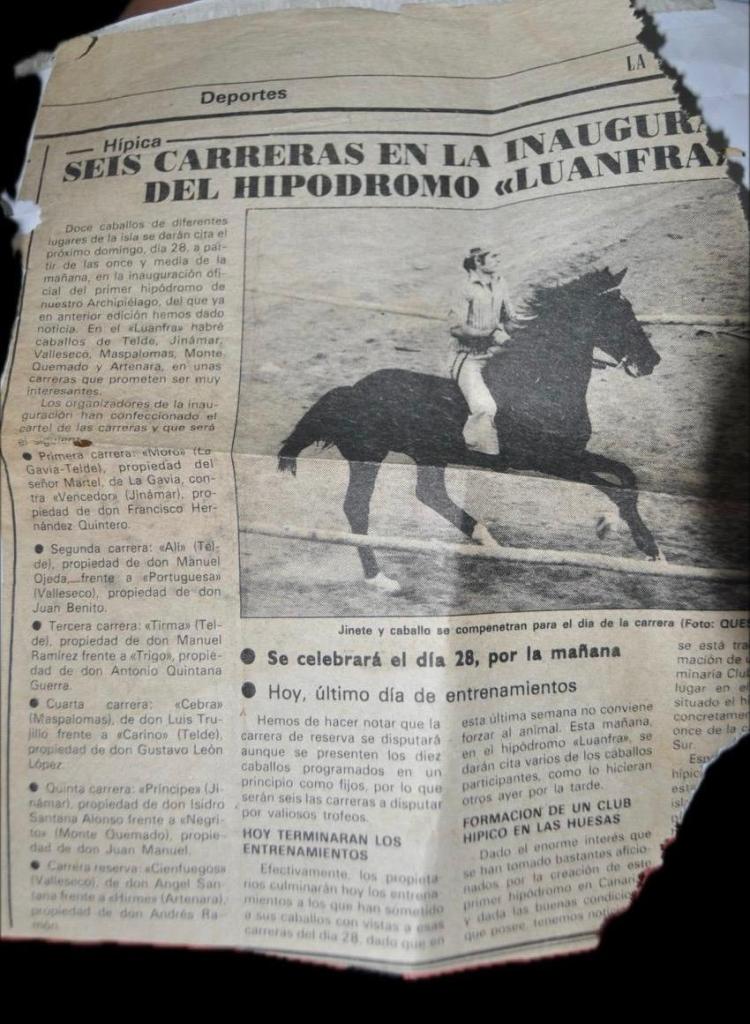 LA
Deportes
Hípica
SEIS CARRERAS EN LA INAUGURA
DEL HIPODROMO «LUANFRA»
Doce caballos de diferentes
lugares de la isla se darán cita el
próximo domingo, día 28, a par-
tir de las once y media de la
mañana, en la inauguración ofi-
cial del primer hipódromo de
nuestro Archipiélago, del que ya
en anterior edición hemos dado
noticia. En el «Luanfra» habré
caballos de Telde, Jinámar,
Valleseco, Maspalomas, Monte
Quemado y Artenara, en unas
carreras que prometen ser muy
interesantes.
Los organizadores de la inau-
guración han confeccionado el
cartel de las carreras y que será
el
● Primera carrera: «Moro» (La
Gavia-Telde), propiedad del
señor Martel, de La Gavia, con-
tra «Vencedor» (Jinámar), pro-
piedad de don Francisco Her-
nández Quintero.
● Segunda carrera: «Alí» (Tel-
de), propiedad de don Manuel
Ojeda, frente a «Portuguesa»
(Valleseco), propiedad de don
Juan Benito.
● Tercera carrera: «Tirma» (Tel-
de), propiedad de don Manuel
Ramírez frente a «Trigo», propie-
dad de don Antonio Quintana
Guerra.
● Cuarta carrera: «Cebra»
(Maspalomas), de don Luis Tru-
jillo frente a «Carino» (Telde),
propiedad de don Gustavo León
López.
● Quinta carrera: «Príncipe» (Ji-
námar), propiedad de don Isidro
Santana Alonso frente a «Negri-
to» (Monte Quemado), propie-
dad de don Juan Manuel.
● Carrera reserva: «Cienfuegos»
(Valleseco), de don Angel San-
tana frente a «Hirme» (Artenara),
propiedad de don Andrés Ra-
món.
Jinete y caballo se compenetran para el dia de la carrera (Foto: QUES
● Se celebrará el día 28, por la mañana
● Hoy, último día de entrenamientos
Hemos de hacer notar que la
carrera de reserva se disputará
aunque se presenten los diez
caballos programados en un
principio como fijos, por lo que
serán seis las carreras a disputar
por valiosos trofeos.
HOY TERMINARAN LOS
ENTRENAMIENTOS
Efectivamente, los propieta-
rios culminarán hoy los entrena-
mientos a los que han sometido
a sus caballos con vistas a esas
carreras del día 28, dado que en
esta última semana no conviene
forzar al animal. Esta mañana,
en el hipódromo «Luanfra», se
darán cita varios de los caballos
participantes, como lo hicieran
otros ayer por la tarde.
FORMACION DE UN CLUB
HIPICO EN LAS HUESAS
Dado el enorme interés que
se han tomado bastantes aficio-
nados por la creación de este
primer hipódromo en Canari
y dada las buenas condicio
que posee, tenemos notici
se está tra
mación de u
minaria Clu
lugar en el
situado el hi
concretamen
once de la c
Sur.
Esp
hípic
est
isl